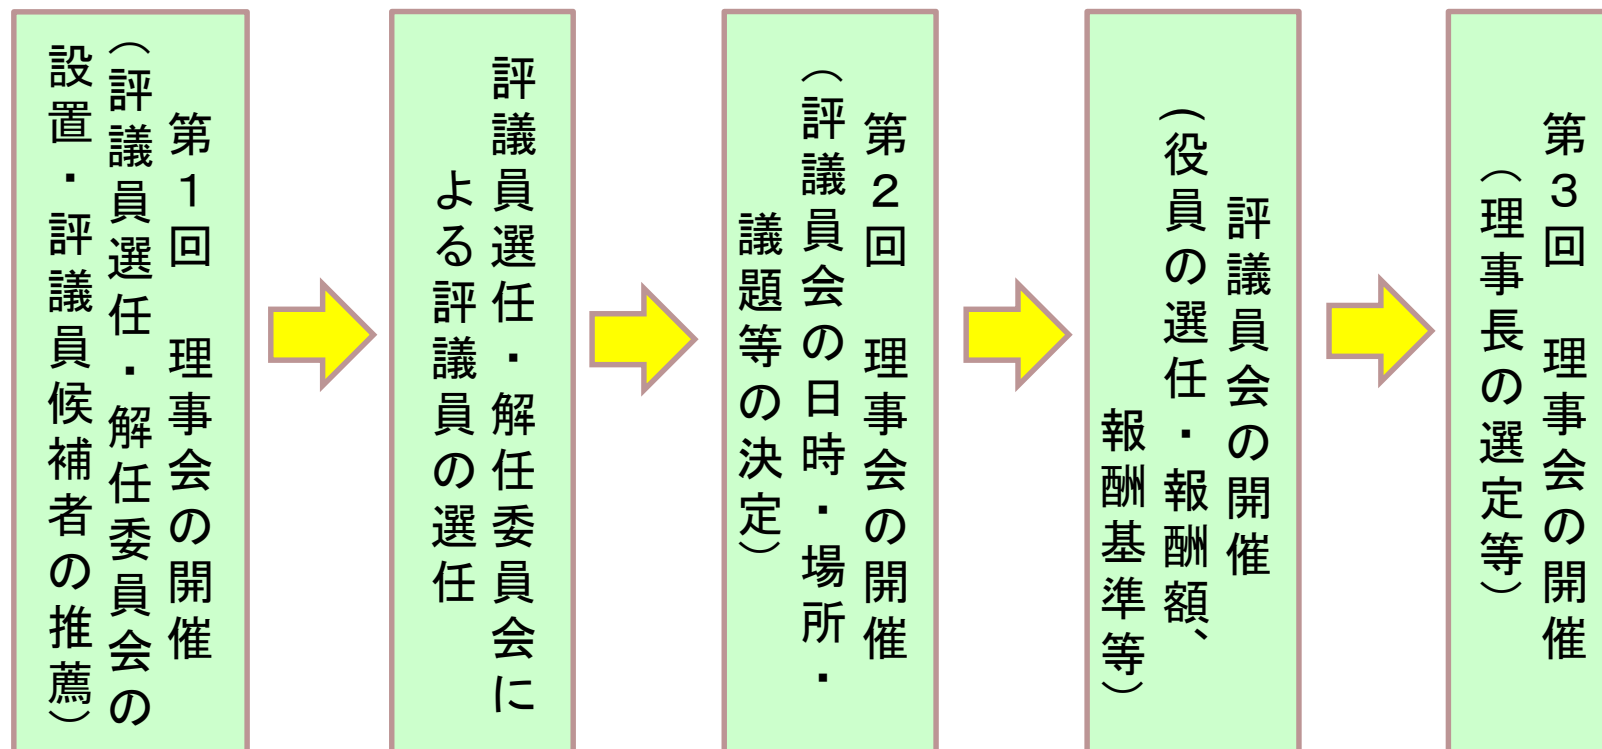 第１回　理事会の開催
（評議員選任・解任委員会の
設置・評議員候補者の推薦）
評議員選任・解任委員会に
よる評議員の選任
第２回　理事会の開催
（評議員会の日時・場所・
議題等の決定）
評議員会の開催
（役員の選任・報酬額、
報酬基準等）
第３回　理事会の開催
（理事長の選定等）